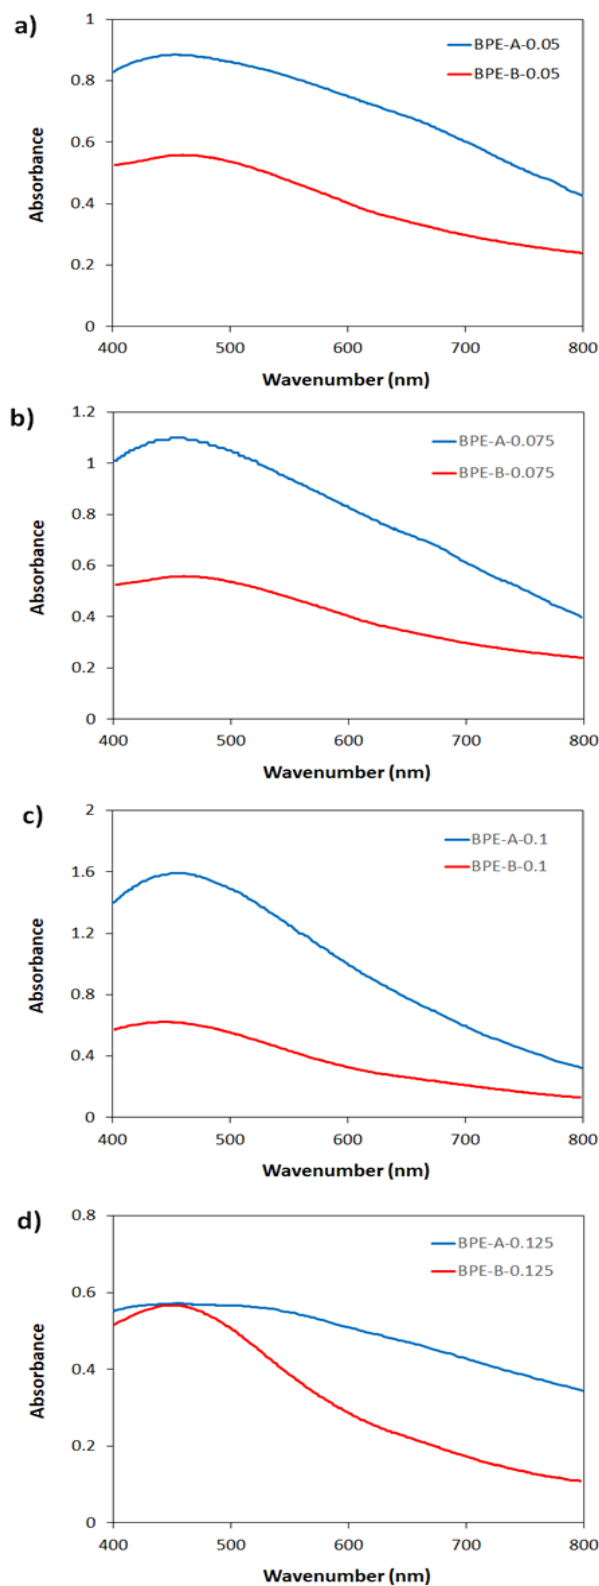 a)
1
BPE-A-0.05
BPE-B-0.05
0.8
0.6
0.4
0.2
0
Absorbance
400 500 600 700 800
Wavenumber (nm)
b)
1.2
BPE-A-0.075
BPE-B-0.075
1
0.8
0.6
0.4
0.2
0
Absorbance
400 500 600 700 800
Wavenumber (nm)
c)
2
BPE-A-0.1
BPE-B-0.1
1.6
1.2
0.8
0.4
0
Absorbance
400 500 600 700 800
Wavenumber (nm)
d)
0.8
BPE-A-0.125
BPE-B-0.125
0.6
0.4
0.2
0
Absorbance
400 500 600 700 800
Wavenumber (nm)